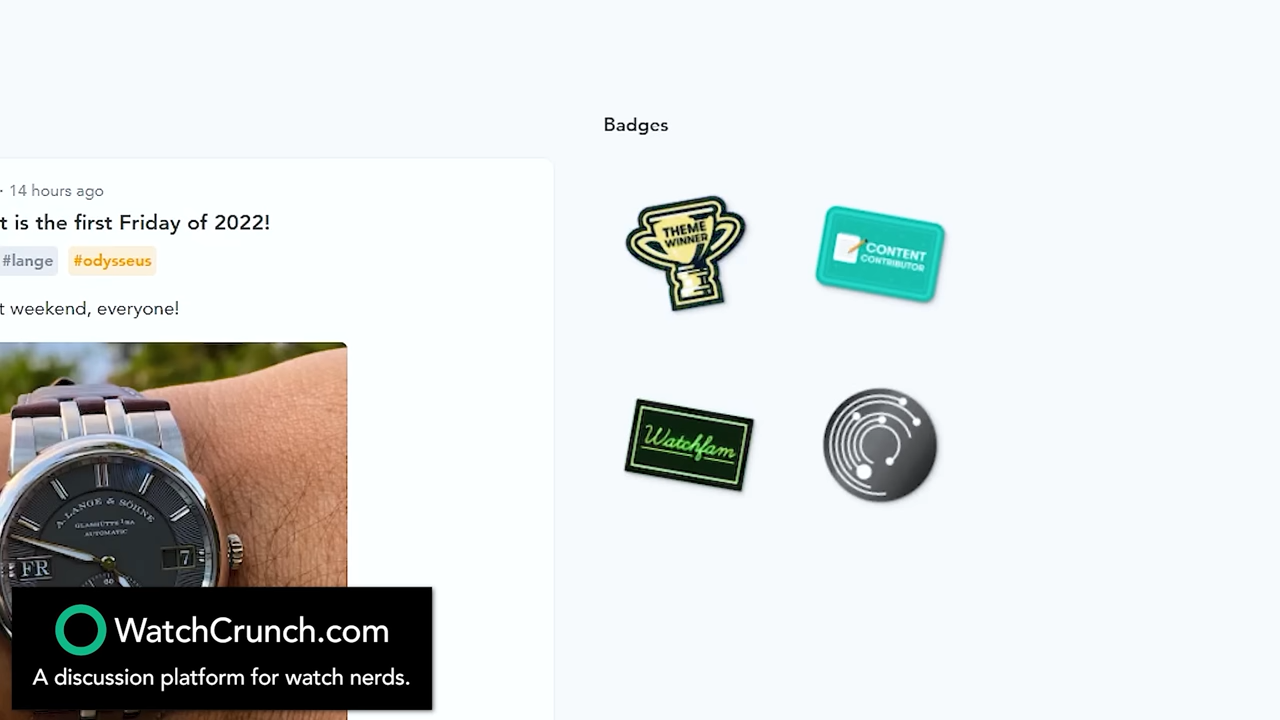 Badges
· 14 hours ago
t is the first Friday of 2022!
#lange #odysseus
t weekend, everyone!
THEME
WINNER
CONTENT
CONTRIBUTOR
Watchfam
A. LANGE & SÖHNE
GLASHÜTTE I/SA
AUTOMATIC
FR
7
60
WatchCrunch.com
A discussion platform for watch nerds.